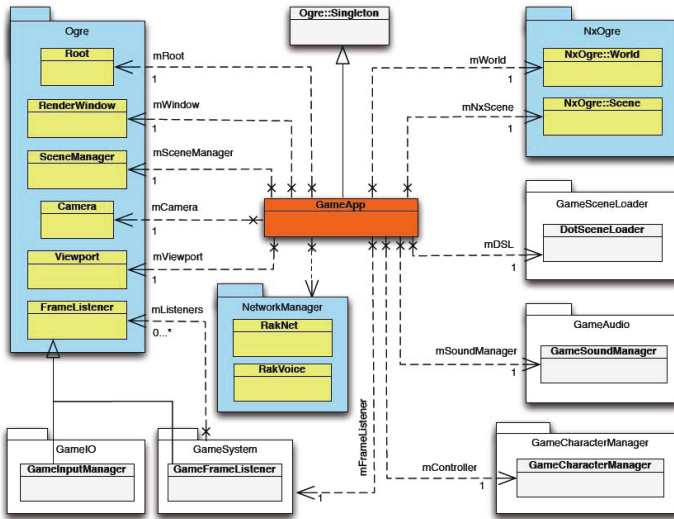 Ogre
Root
RenderWindow
SceneManager
Camera
Viewport
FrameListener
mRoot
1
mWindow
1
mSceneManager
1
mCamera
1
mViewport
1
mListeners
0...*
Ogre::Singleton
GameApp
NetworkManager
RakNet
RakVoice
NxOgre
NxOgre::World
NxOgre::Scene
mWorld
1
mNxScene
1
GameSceneLoader
DotSceneLoader
mDSL
1
GameAudio
GameSoundManager
mSoundManager
1
GameCharacterManager
GameCharacterManager
mController
1
mFrameListener
1
GameIO
GameInputManager
GameSystem
GameFrameListener